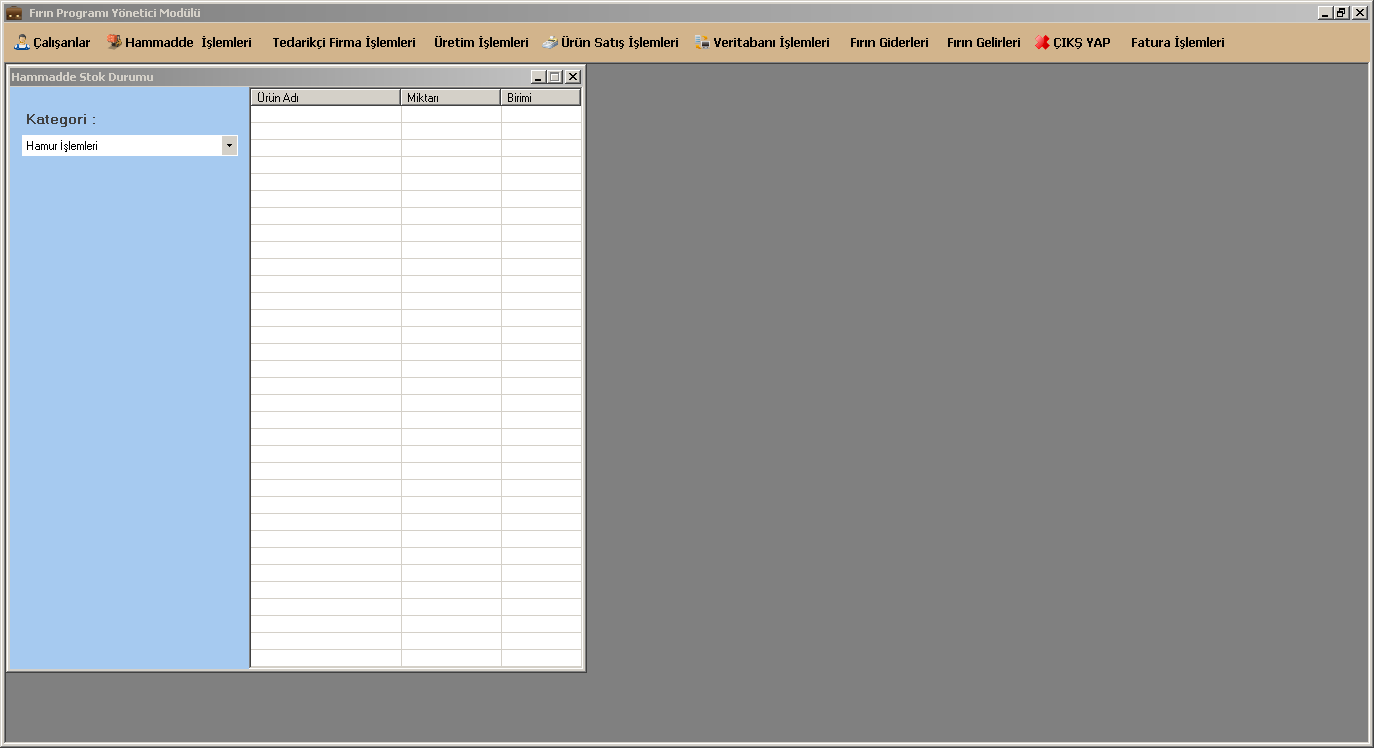 Fırın Programı Yönetici Modülü
Çalışanlar Hammadde İşlemleri Tedarikçi Firma İşlemleri Üretim İşlemleri Ürün Satış İşlemleri Veritabanı İşlemleri Fırın Giderleri Fırın Gelirleri ÇIKŞ YAP Fatura İşlemleri
Hammadde Stok Durumu
Ürün Adı Miktarı Birimi
Kategori :
Hamur İşlemleri